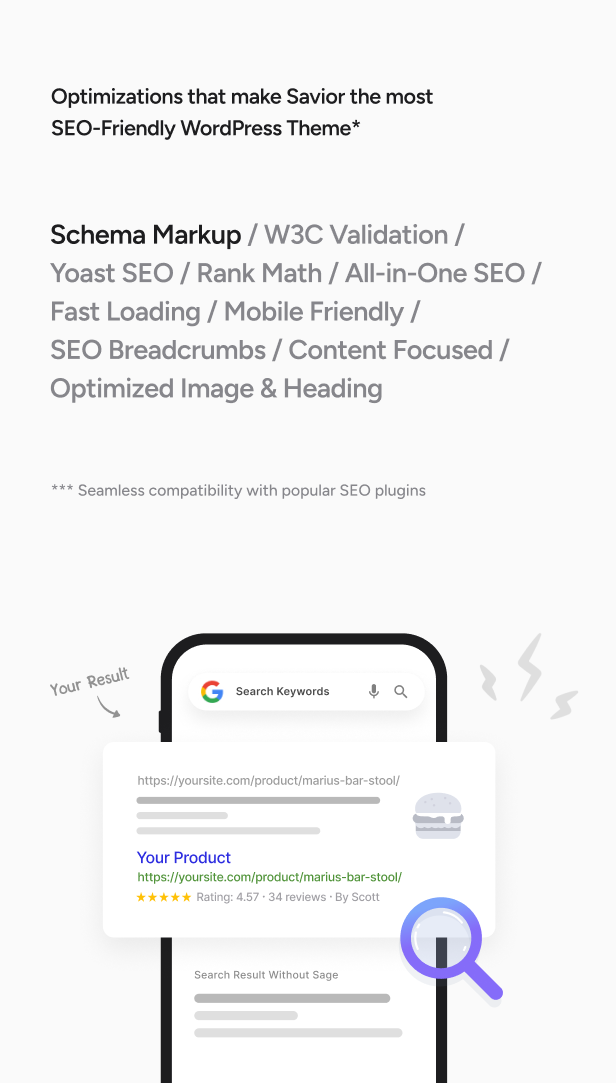 Optimizations that make Savior the most
SEO-Friendly WordPress Theme*
Schema Markup / W3C Validation /
Yoast SEO / Rank Math / All-in-One SEO /
Fast Loading / Mobile Friendly /
SEO Breadcrumbs / Content Focused /
Optimized Image & Heading
*** Seamless compatibility with popular SEO plugins
Your Result
Search Keywords
https://yoursite.com/product/marius-bar-stool/
Your Product
https://yoursite.com/product/marius-bar-stool/
Rating: 4.57 · 34 reviews · By Scott
Search Result Without Sage